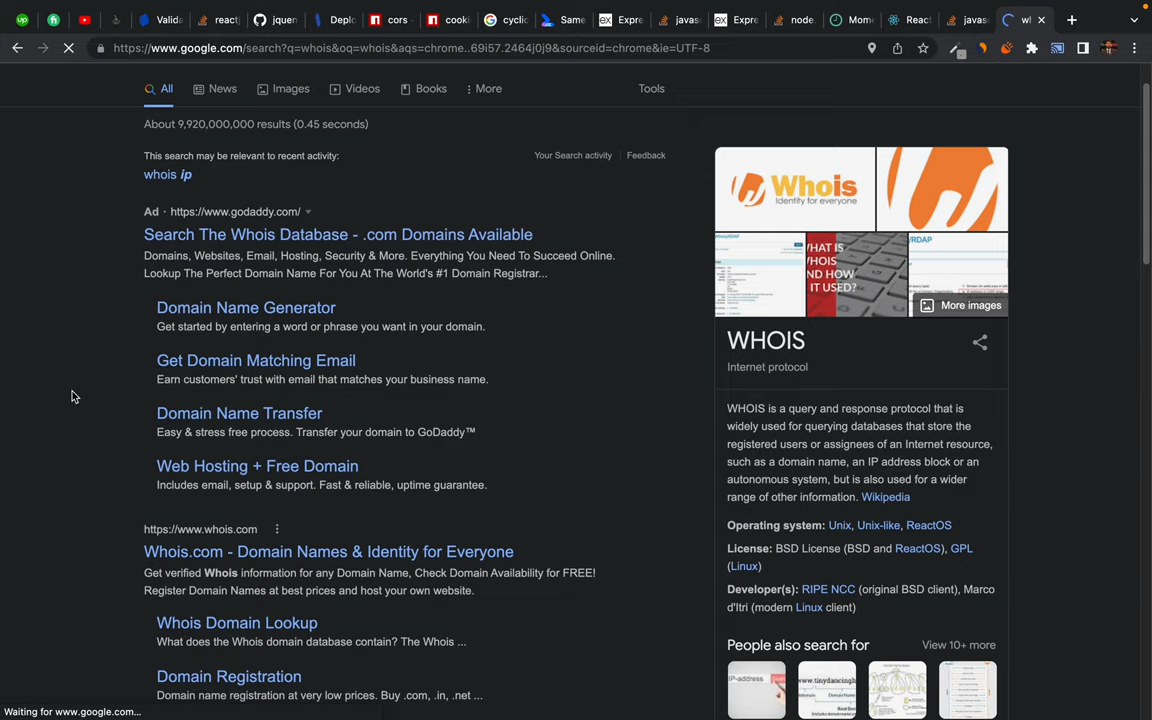 Valida
reactj
jquen
Deplo
cors -
cooki
cyclic
Same
Expre
javasc
Expre
node.
Mome
React
javasc
wh
https://www.google.com/search?q=whois&oq=whois&aqs=chrome..69i57.2464j0j9&sourceid=chrome&ie=UTF-8
All News Images Videos Books More Tools
About 9,920,000,000 results (0.45 seconds)
This search may be relevant to recent activity: Your Search activity Feedback
whois ip
Ad · https://www.godaddy.com/
Search The Whois Database - .com Domains Available
Domains, Websites, Email, Hosting, Security & More. Everything You Need To Succeed Online.
Lookup The Perfect Domain Name For You At The World's #1 Domain Registrar...
Domain Name Generator
Get started by entering a word or phrase you want in your domain.
Get Domain Matching Email
Earn customers' trust with email that matches your business name.
Domain Name Transfer
Easy & stress free process. Transfer your domain to GoDaddy™
Web Hosting + Free Domain
Includes email, setup & support. Fast & reliable, uptime guarantee.
https://www.whois.com
Whois.com - Domain Names & Identity for Everyone
Get verified Whois information for any Domain Name, Check Domain Availability for FREE!
Register Domain Names at best prices and host your own website.
Whois Domain Lookup
What does the Whois domain database contain? The Whois ...
Domain Registration
Domain name registration at very low prices. Buy .com, .in, .net ...
Waiting for www.google.com...
Whois
Identity for everyone
/RDAP
WHAT IS
WHOIS
AND HOW
IT USED?
More images
WHOIS
Internet protocol
WHOIS is a query and response protocol that is
widely used for querying databases that store the
registered users or assignees of an Internet resource,
such as a domain name, an IP address block or an
autonomous system, but is also used for a wider
range of other information. Wikipedia
Operating system: Unix, Unix-like, ReactOS
License: BSD License (BSD and ReactOS), GPL
(Linux)
Developer(s): RIPE NCC (original BSD client), Marco
d'Itri (modern Linux client)
People also search for View 10+ more
IP-address
www.tinydancingh